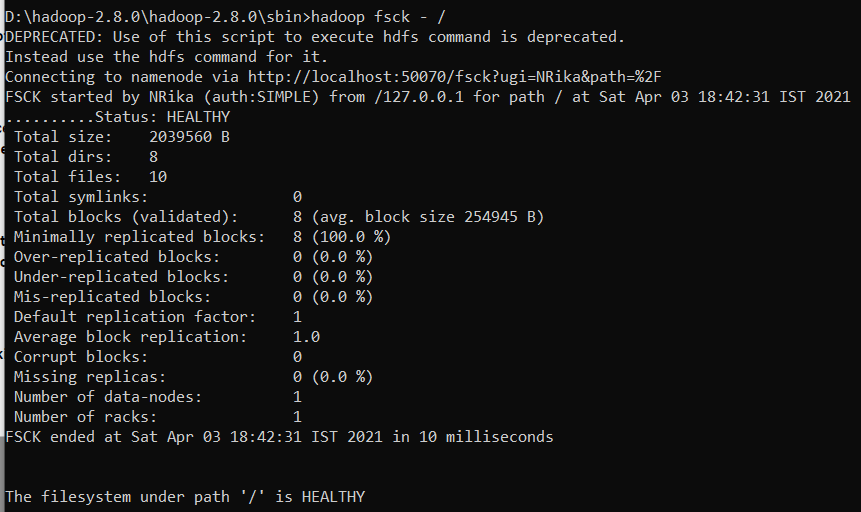 D:\hadoop-2.8.0\hadoop-2.8.0\sbin>hadoop fsck - /
DEPRECATED: Use of this script to execute hdfs command is deprecated.
Instead use the hdfs command for it.
Connecting to namenode via http://localhost:50070/fsck?ugi=NRika&path=%2F
FSCK started by NRika (auth:SIMPLE) from /127.0.0.1 for path / at Sat Apr 03 18:42:31 IST 2021
..........Status: HEALTHY
 Total size:    2039560 B
 Total dirs:    8
 Total files:   10
 Total symlinks:                0
 Total blocks (validated):      8 (avg. block size 254945 B)
 Minimally replicated blocks:   8 (100.0 %)
 Over-replicated blocks:        0 (0.0 %)
 Under-replicated blocks:       0 (0.0 %)
 Mis-replicated blocks:         0 (0.0 %)
 Default replication factor:    1
 Average block replication:     1.0
 Corrupt blocks:                0
 Missing replicas:              0 (0.0 %)
 Number of data-nodes:          1
 Number of racks:               1
FSCK ended at Sat Apr 03 18:42:31 IST 2021 in 10 milliseconds
The filesystem under path '/' is HEALTHY